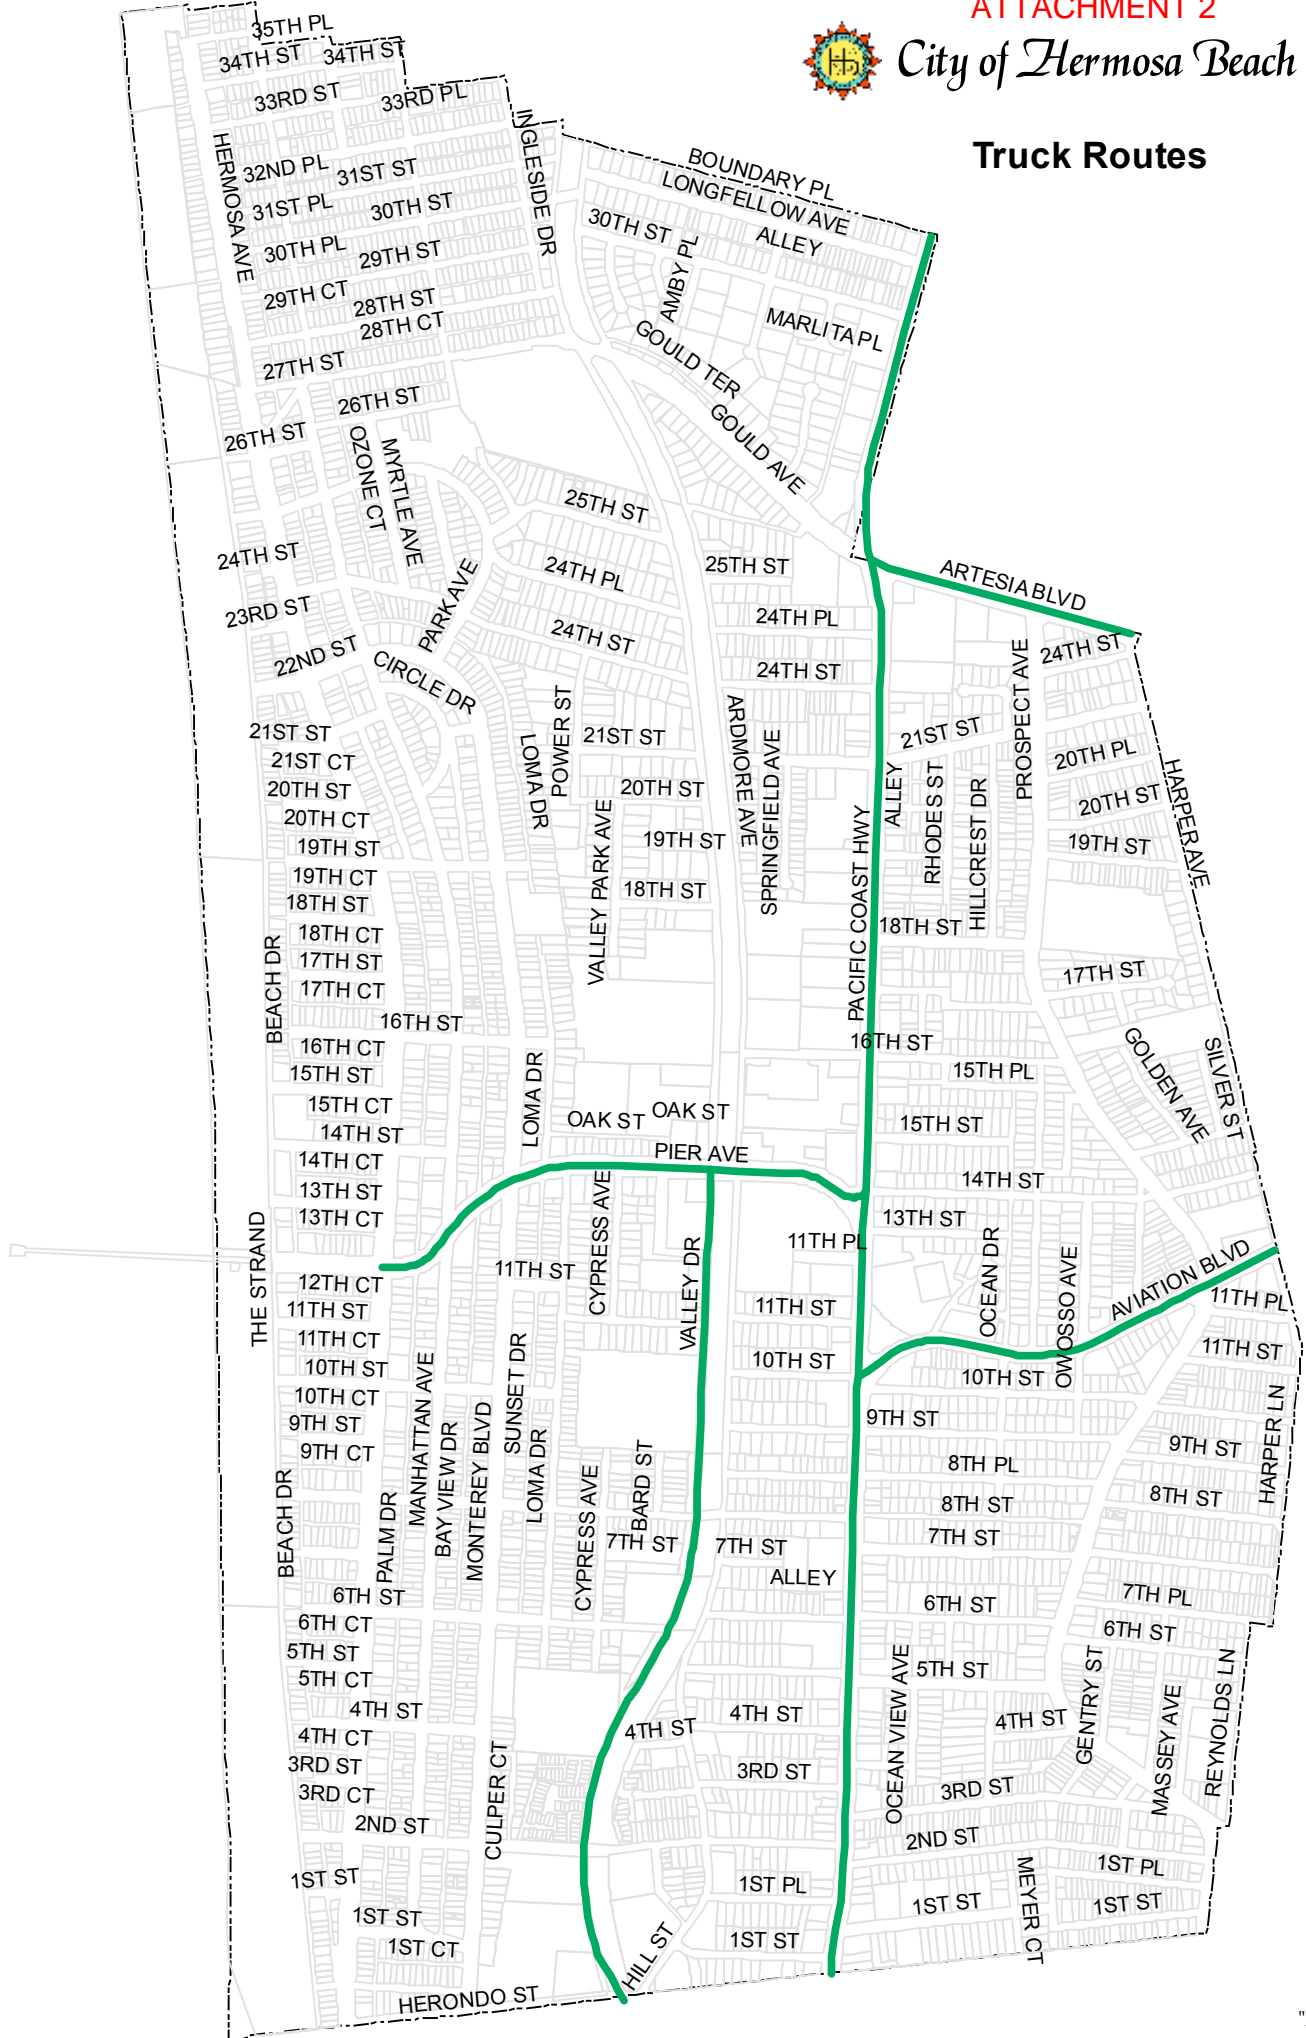 ATTACHMENT 2
City of Hermosa Beach
Truck Routes
35TH PL
34TH ST
34TH ST
33RD ST
33RD PL
INGLESIDE DR
HERMOSA AVE
32ND PL
31ST ST
31ST PL
30TH ST
30TH PL
29TH ST
29TH CT
28TH ST
28TH CT
27TH ST
26TH ST
26TH ST
BOUNDARY PL
LONGFELLOW AVE
30TH ST
ALLEY
AMBY PL
MARLITA PL
GOULD TER
GOULD AVE
OZONE CT
MYRTLE AVE
25TH ST
25TH ST
24TH ST
24TH PL
24TH PL
ARTESIA BLVD
23RD ST
PARK AVE
24TH ST
24TH ST
24TH ST
22ND ST
CIRCLE DR
PROSPECT AVE
21ST ST
21ST CT
20TH ST
20TH CT
19TH ST
19TH CT
18TH ST
18TH CT
17TH ST
17TH CT
16TH ST
16TH CT
15TH ST
15TH CT
14TH ST
14TH CT
13TH ST
13TH CT
BEACH DR
LOMA DR
POWER ST
21ST ST
20TH ST
19TH ST
18TH ST
VALLEY PARK AVE
ARDMORE AVE
SPRINGFIELD AVE
PACIFIC COAST HWY
ALLEY
21ST ST
RHODES ST
HILLCREST DR
20TH PL
20TH ST
19TH ST
HARPER AVE
18TH ST
17TH ST
16TH ST
15TH PL
GOLDEN AVE
SILVER ST
15TH ST
14TH ST
13TH ST
LOMA DR
OAK ST
OAK ST
PIER AVE
THE STRAND
12TH CT
11TH ST
11TH CT
10TH ST
10TH CT
9TH ST
9TH CT
11TH ST
CYPRESS AVE
VALLEY DR
11TH PL
11TH ST
10TH ST
OCEAN DR
OWOSSO AVE
AVIATION BLVD
11TH PL
11TH ST
10TH ST
9TH ST
8TH PL
8TH ST
7TH ST
9TH ST
8TH ST
HARPER LN
BEACH DR
PALM DR
MANHATTAN AVE
BAY VIEW DR
MONTEREY BLVD
SUNSET DR
LOMA DR
CYPRESS AVE
BARD ST
7TH ST
7TH ST
ALLEY
6TH ST
6TH CT
5TH ST
5TH CT
4TH ST
4TH CT
3RD ST
3RD CT
2ND ST
1ST ST
1ST ST
1ST CT
HERONDO ST
CULPER CT
4TH ST
4TH ST
3RD ST
1ST PL
1ST ST
HILL ST
6TH ST
7TH PL
6TH ST
5TH ST
OCEAN VIEW AVE
4TH ST
GENTRY ST
MASSEY AVE
REYNOLDS LN
3RD ST
2ND ST
1ST PL
1ST ST
MEYER CT
1ST ST